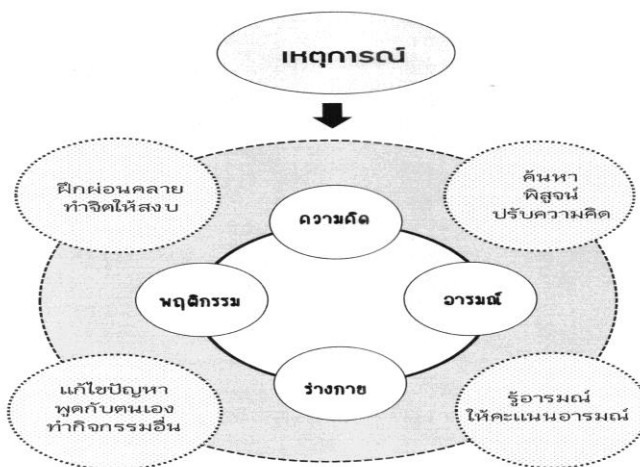 เหตุการณ์
ฝึกผ่อนคลาย
ทำจิตให้สงบ
ค้นหา
พิสูจน์
ปรับความคิด
ความคิด
พฤติกรรม
อารมณ์
ร่างกาย
แก้ไขปัญหา
พูดกับตนเอง
ทำกิจกรรมอื่น
รู้อารมณ์
ให้คะแนนอารมณ์